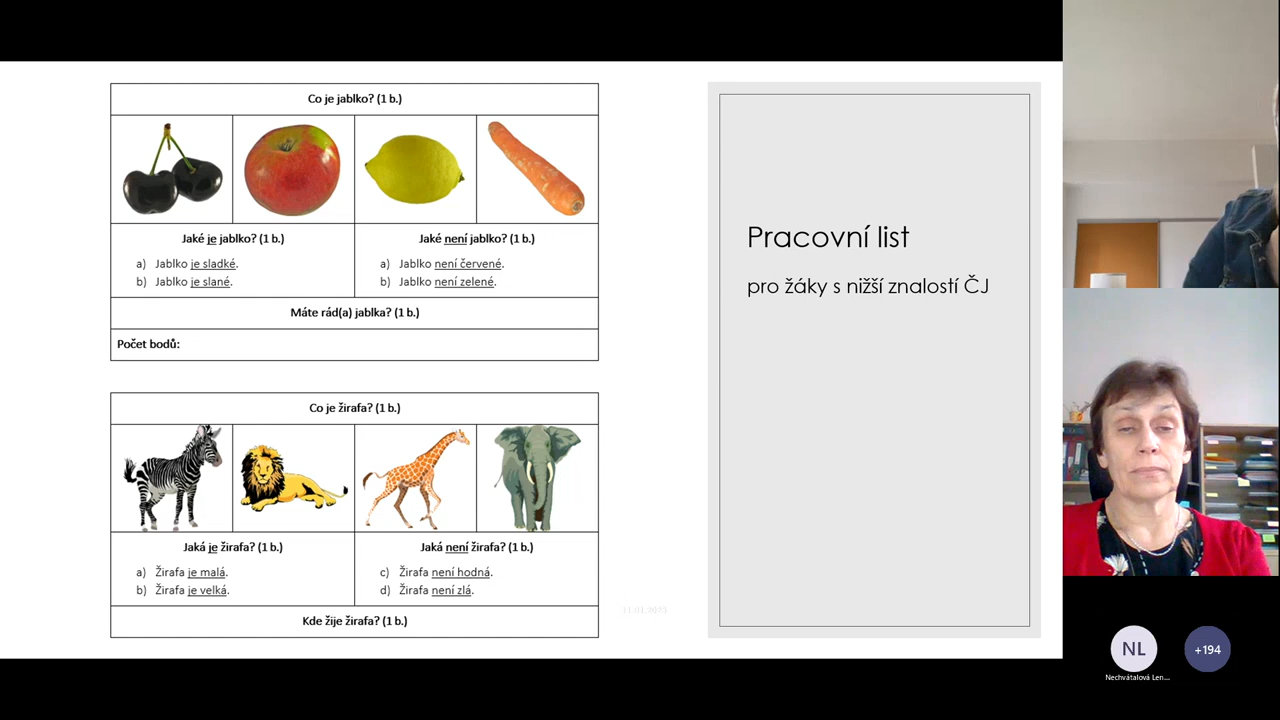 Co je jablko? (1 b.)
Jaké je jablko? (1 b.)
a) Jablko je sladké.
b) Jablko je slané.
Jaké není jablko? (1 b.)
a) Jablko není červené.
b) Jablko není zelené.
Máte rád(a) jablka? (1 b.)
Počet bodů:
Co je žirafa? (1 b.)
Jaká je žirafa? (1 b.)
a) Žirafa je malá.
b) Žirafa je velká.
Jaká není žirafa? (1 b.)
c) Žirafa není hodná.
d) Žirafa není zlá.
Kde žije žirafa? (1 b.)
Pracovní list
pro žáky s nižší znalostí ČJ
NL
+194
Nechvátalová Len...